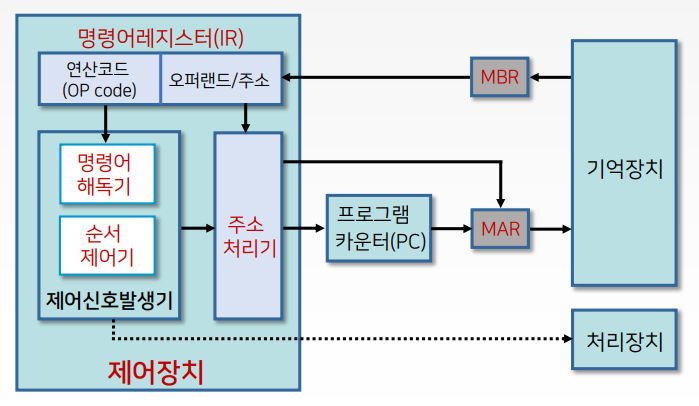 명령어레지스터(IR)
연산코드
(OP code)
오퍼랜드/주소
MBR
기억장치
명령어
해독기
순서
제어기
제어신호발생기
주소
처리기
프로그램
카운터(PC)
MAR
처리장치
제어장치